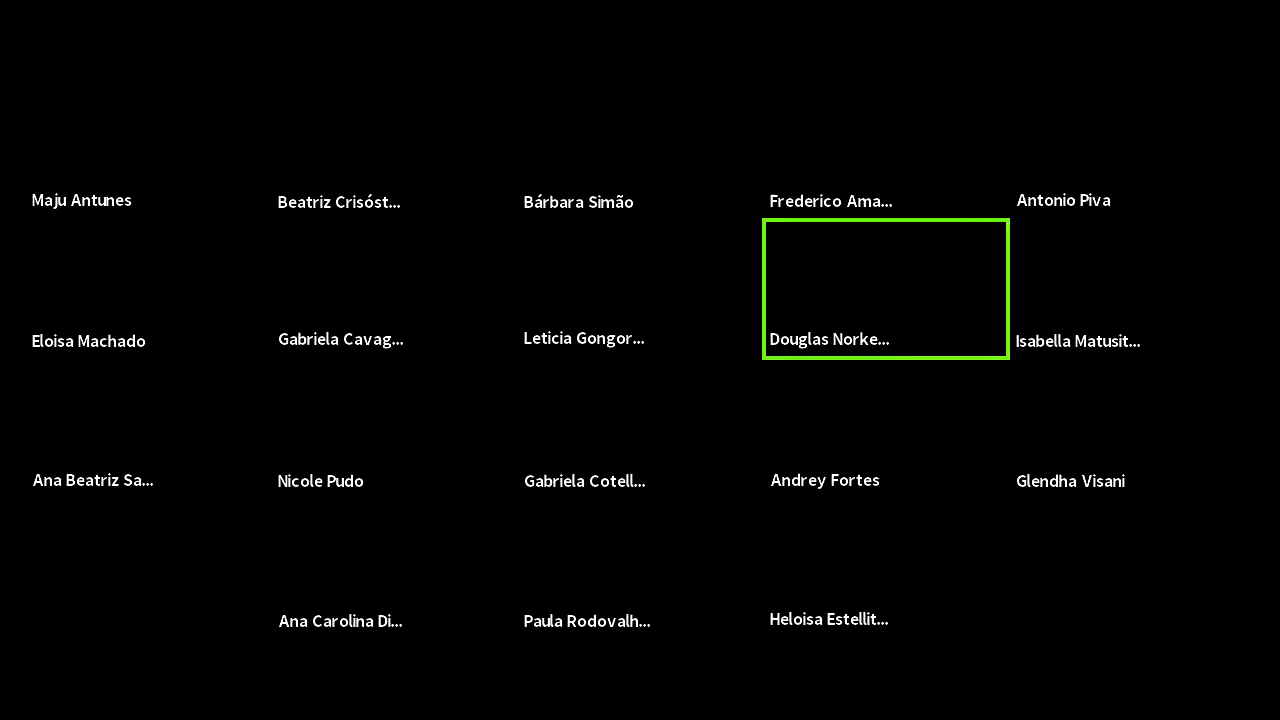 Maju Antunes
Beatriz Crisóst...
Bárbara Simão
Frederico Ama...
Antonio Piva
Eloisa Machado
Gabriela Cavag...
Leticia Gongor...
Douglas Norke...
Isabella Matusit...
Ana Beatriz Sa...
Nicole Pudo
Gabriela Cotell...
Andrey Fortes
Glendha Visani
Ana Carolina Di...
Paula Rodovalh...
Heloisa Estellit...